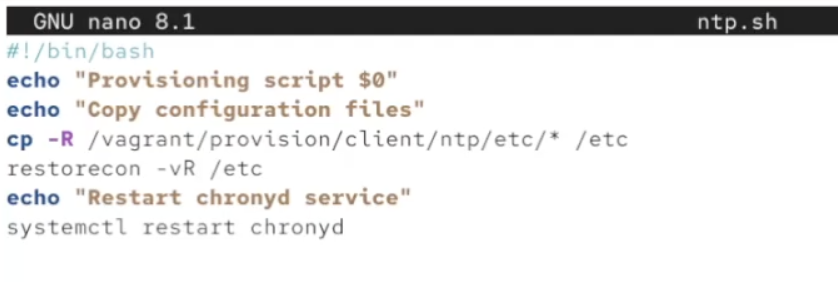 GNU nano 8.1 ntp.sh
#!/bin/bash
echo "Provisioning script $0"
echo "Copy configuration files"
cp -R /vagrant/provision/client/ntp/etc/* /etc
restorecon -vR /etc
echo "Restart chronyd service"
systemctl restart chronyd